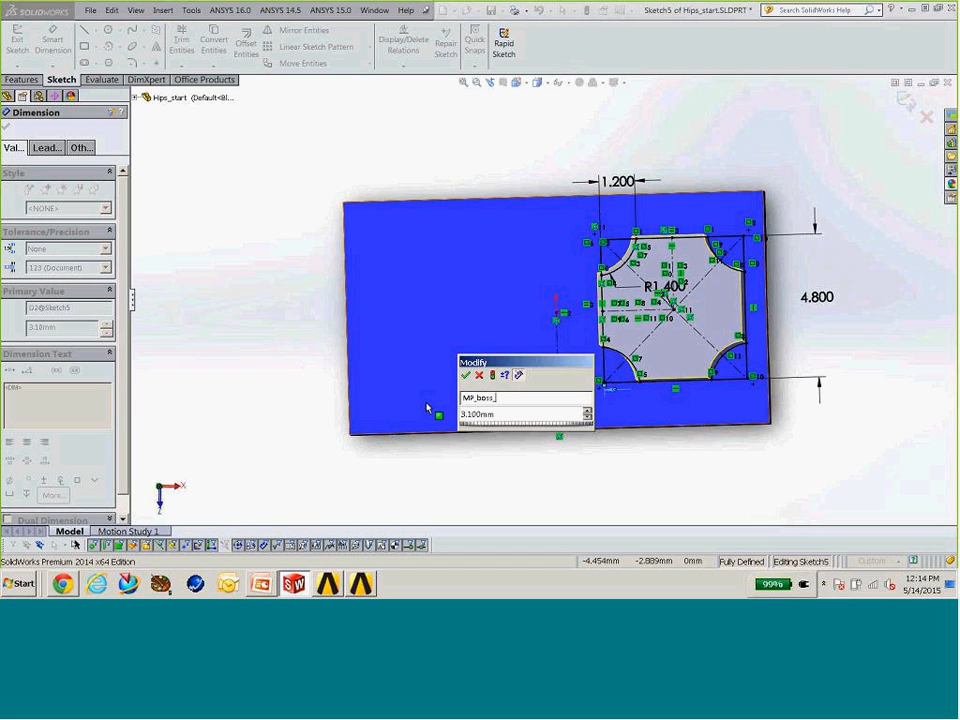 SOLIDWORKS File Edit View Insert Tools ANSYS 16.0 ANSYS 14.5 ANSYS 15.0 Window Help Sketch5 of Hips_start.SLDPRT * Search SolidWorks Help
Exit Sketch
Smart Dimension
Trim Entities
Convert Entities
Offset Entities
Mirror Entities
Linear Sketch Pattern
Move Entities
Display/Delete Relations
Repair Sketch
Quick Snaps
Rapid Sketch
Features Sketch Evaluate DimXpert Office Products
Hips_start (Default<Bl...
Dimension
Val... Lead... Oth...
Style
<NONE>
Tolerance/Precision
None
123 (Document)
Primary Value
D2@Sketch5
3.10mm
Dimension Text
<DIM>
More...
Dual Dimension
1.200
R1.400
4.800
Modify
MP_boss_
3.100mm
X
Z
Model Motion Study 1
SolidWorks Premium 2014 x64 Edition
-4.454mm -2.889mm 0mm Fully Defined Editing Sketch5 Custom
Start
99%
12:14 PM
5/14/2015